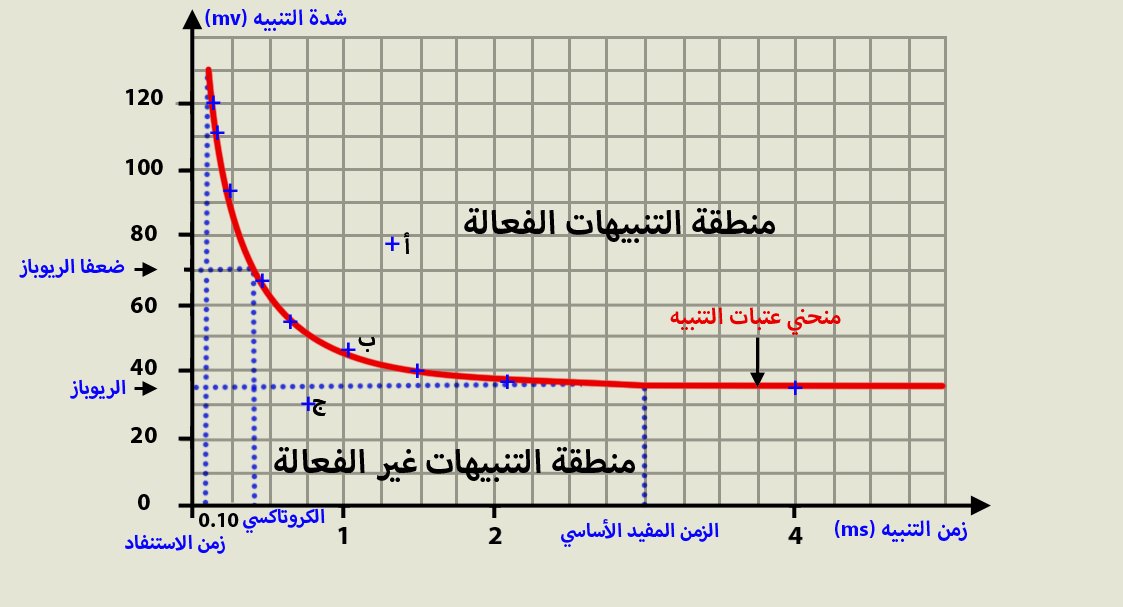 شدة التنبيه (mv)
120
100
80
ضعفا الريوباز
60
40
الريوباز
20
0
منطقة التنبيهات الفعالة
أ
منحني عتبات التنبيه
ب
ج
منطقة التنبيهات غير الفعالة
0.10
الكروتاكسي
زمن الاستنفاد
1
2
الزمن المفيد الأساسي
4
زمن التنبيه (ms)